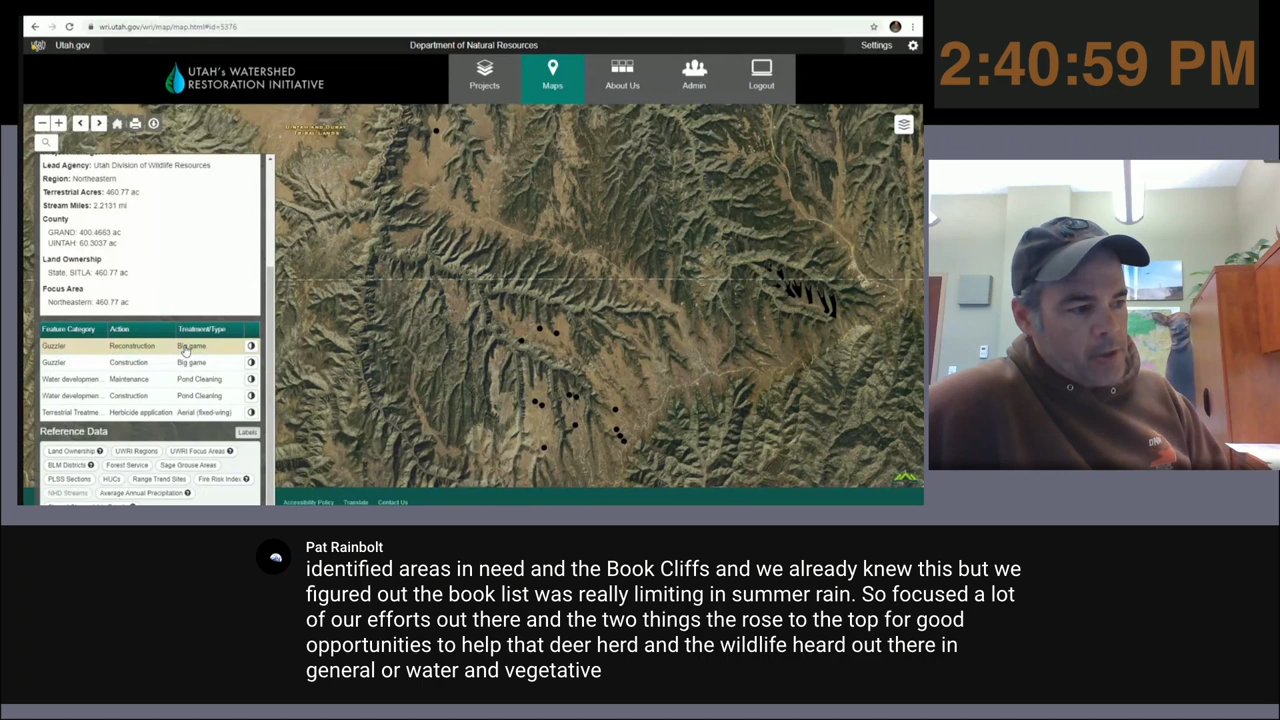 wri.utah.gov/wri/map/map.html#id=5376
2:40:59 PM
Utah.gov
Department of Natural Resources
Settings
UTAH'S WATERSHED
RESTORATION INITIATIVE
Projects
Maps
About Us
Admin
Logout
Lead Agency: Utah Division of Wildlife Resources
Region: Northeastern
Terrestrial Acres: 460.77 ac
Stream Miles: 2.2131 mi
County
GRAND: 400.4663 ac
UINTAH: 60.3037 ac
Land Ownership
State, SITLA: 460.77 ac
Focus Area
Northeastern: 460.77 ac
Feature Category Action Treatment/Type
Guzzler Reconstruction Big game
Guzzler Construction Big game
Water developmen... Maintenance Pond Cleaning
Water developmen... Construction Pond Cleaning
Terrestrial Treatme... Herbicide application Aerial (fixed-wing)
Reference Data Labels
Land Ownership UWRI Regions UWRI Focus Areas
BLM Districts Forest Service Sage Grouse Areas
PLSS Sections HUCs Range Trend Sites Fire Risk Index
NHD Streams Average Annual Precipitation
Accessibility Policy Translate Contact Us
Pat Rainbolt
identified areas in need and the Book Cliffs and we already knew this but we
figured out the book list was really limiting in summer rain. So focused a lot
of our efforts out there and the two things the rose to the top for good
opportunities to help that deer herd and the wildlife heard out there in
general or water and vegetative